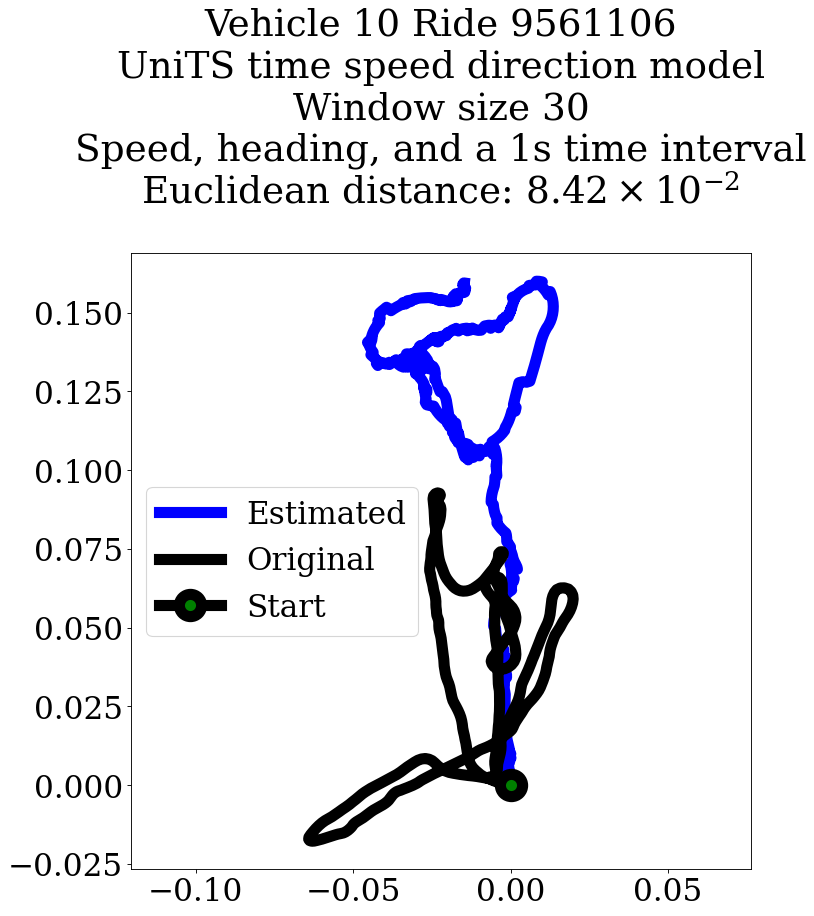 Vehicle 10 Ride 9561106
UniTS time speed direction model
Window size 30
Speed, heading, and a 1s time interval
Euclidean distance: 8.42 × 10⁻²
0.150
0.125
0.100
0.075
0.050
0.025
0.000
−0.025
Estimated
Original
Start
−0.10
−0.05
0.00
0.05